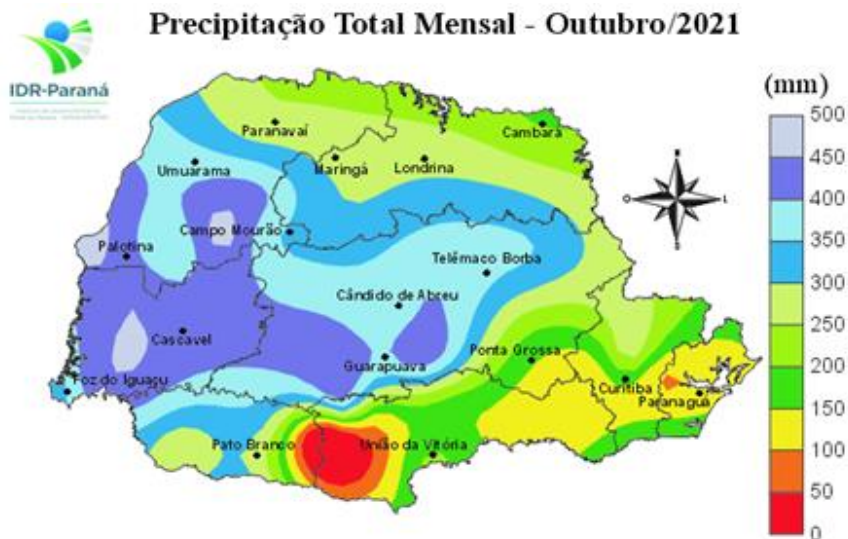 Precipitação Total Mensal - Outubro/2021
IDR-Paraná
(mm)
500
450
400
350
300
250
200
150
100
50
0
Paranavaí
Cambará
Umuarama
Maringá
Londrina
N
O
L
S
Campo Mourão
Palotina
Telêmaco Borba
Cândido de Abreu
Cascavel
Guarapuava
Ponta Grossa
Foz do Iguaçu
Curitiba
Paranaguá
Pato Branco
União da Vitória